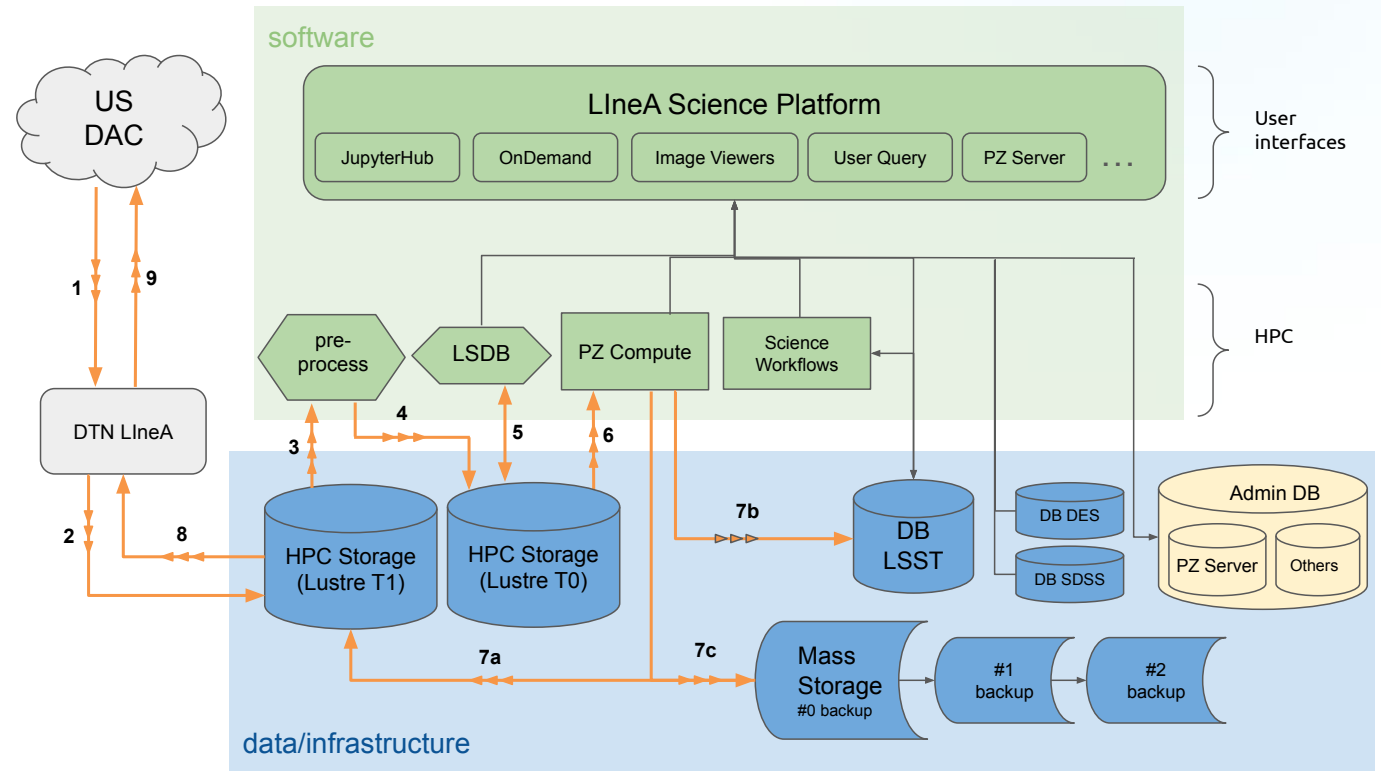 software
US
DAC
LIneA Science Platform
JupyterHub
OnDemand
Image Viewers
User Query
PZ Server
...
User
interfaces
1
9
pre-
process
LSDB
PZ Compute
Science
Workflows
HPC
DTN LIneA
3
4
5
6
2
8
HPC Storage
(Lustre T1)
HPC Storage
(Lustre T0)
7b
DB
LSST
DB DES
DB SDSS
Admin DB
PZ Server
Others
7a
7c
Mass
Storage
#0 backup
#1
backup
#2
backup
data/infrastructure